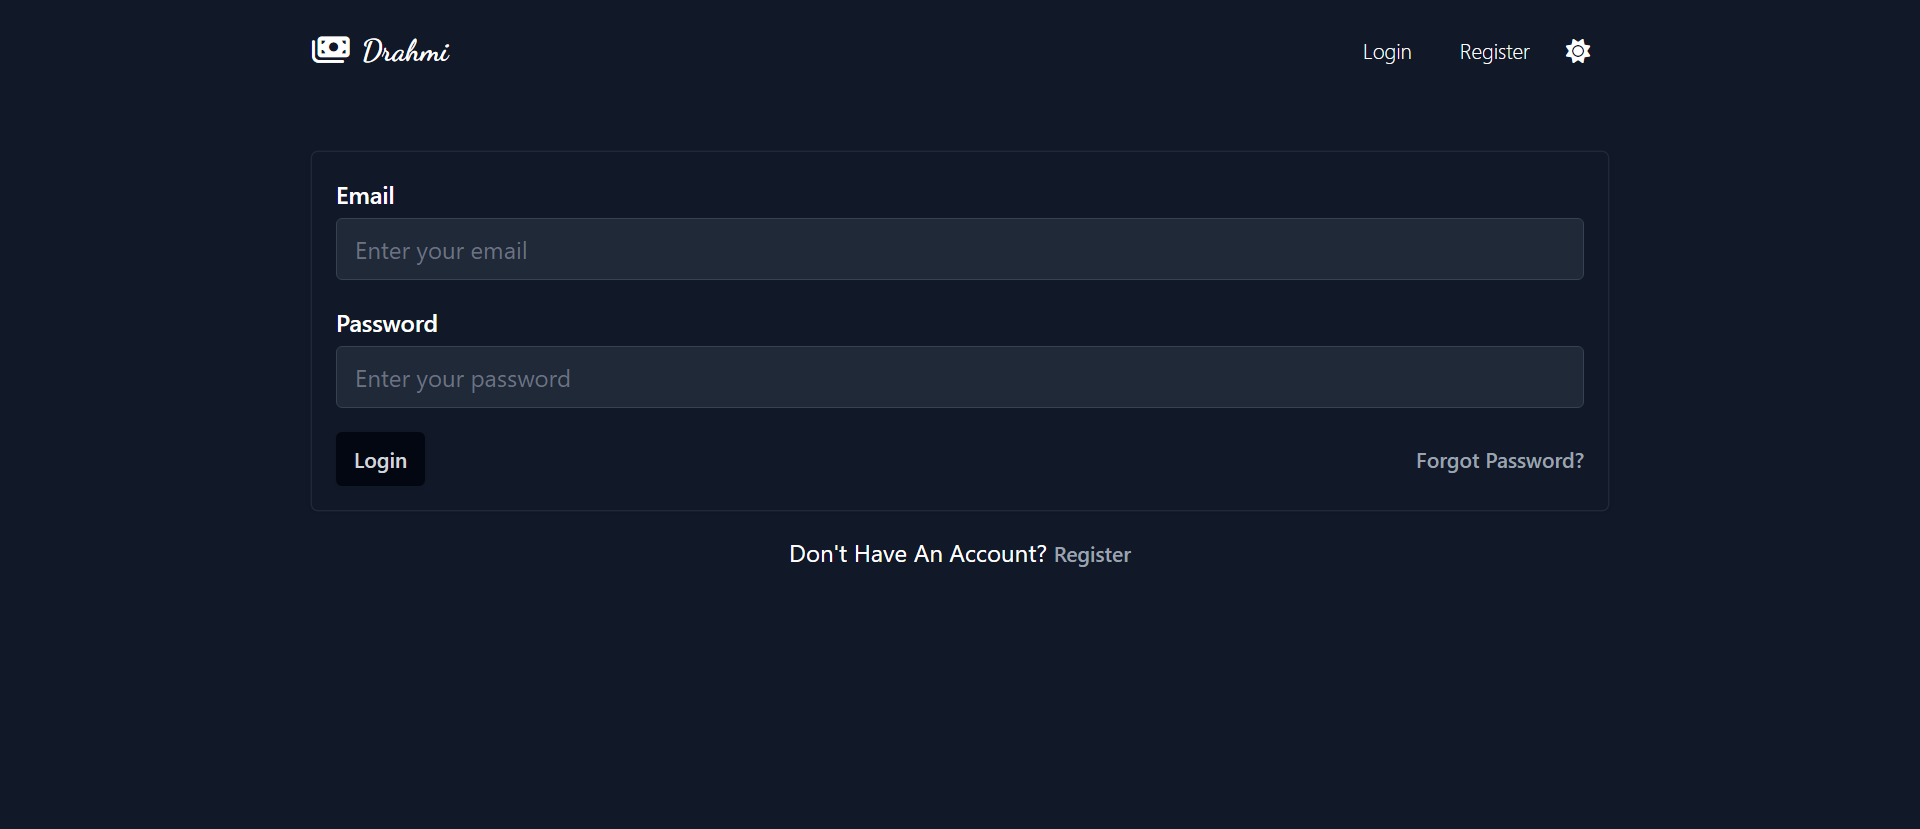 Drahmi
Login Register
Email
Enter your email
Password
Enter your password
Login Forgot Password?
Don't Have An Account? Register